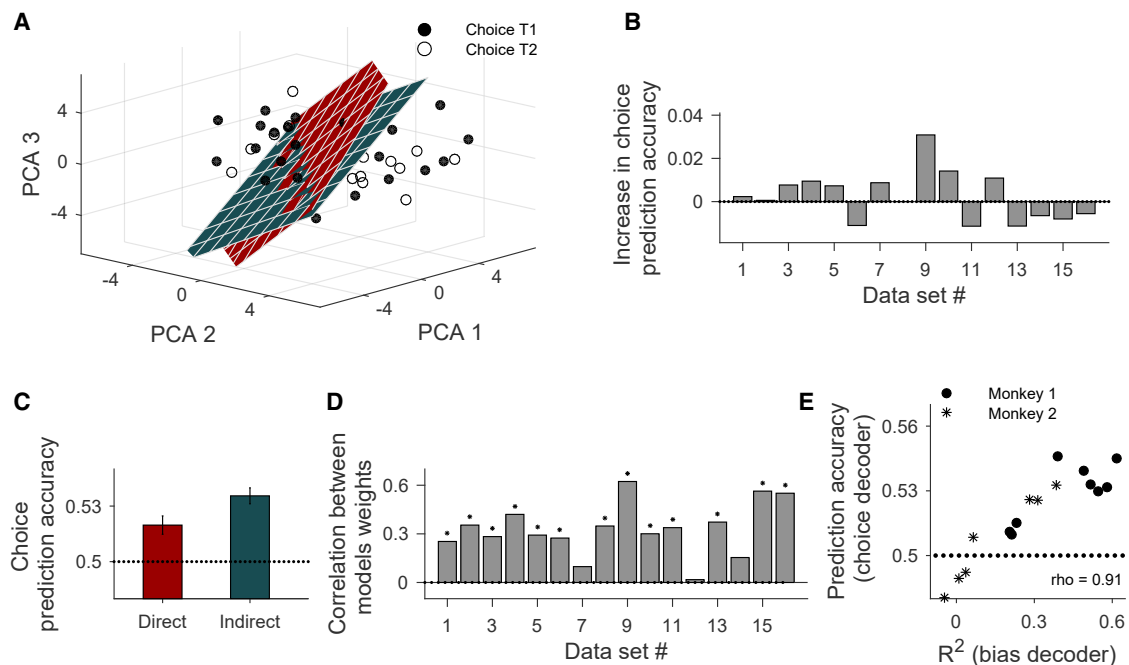 A
Choice T1
Choice T2
PCA 3
4
0
-4
-4
0
4
PCA 2
-4
0
4
PCA 1
B
Increase in choice
prediction accuracy
0.04
0.02
0
1 3 5 7 9 11 13 15
Data set #
C
Choice
prediction accuracy
0.53
0.5
Direct Indirect
D
Correlation between
models weights
0.6
0.3
0
* * * * * * * * * * * * *
1 3 5 7 9 11 13 15
Data set #
E
Monkey 1
Monkey 2
Prediction accuracy
(choice decoder)
0.56
0.53
0.5
rho = 0.91
0 0.3 0.6
R² (bias decoder)